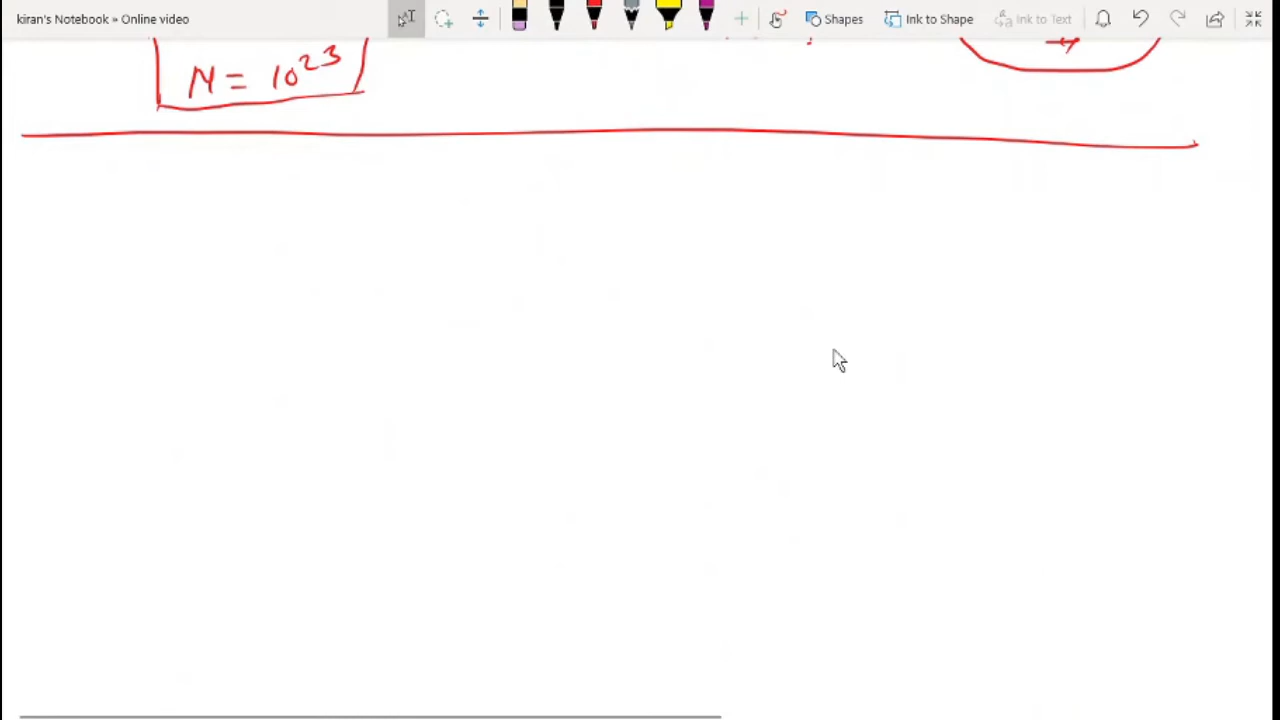 kiran's Notebook » Online video
Shapes
Ink to Shape
Ink to Text
N = 10²³